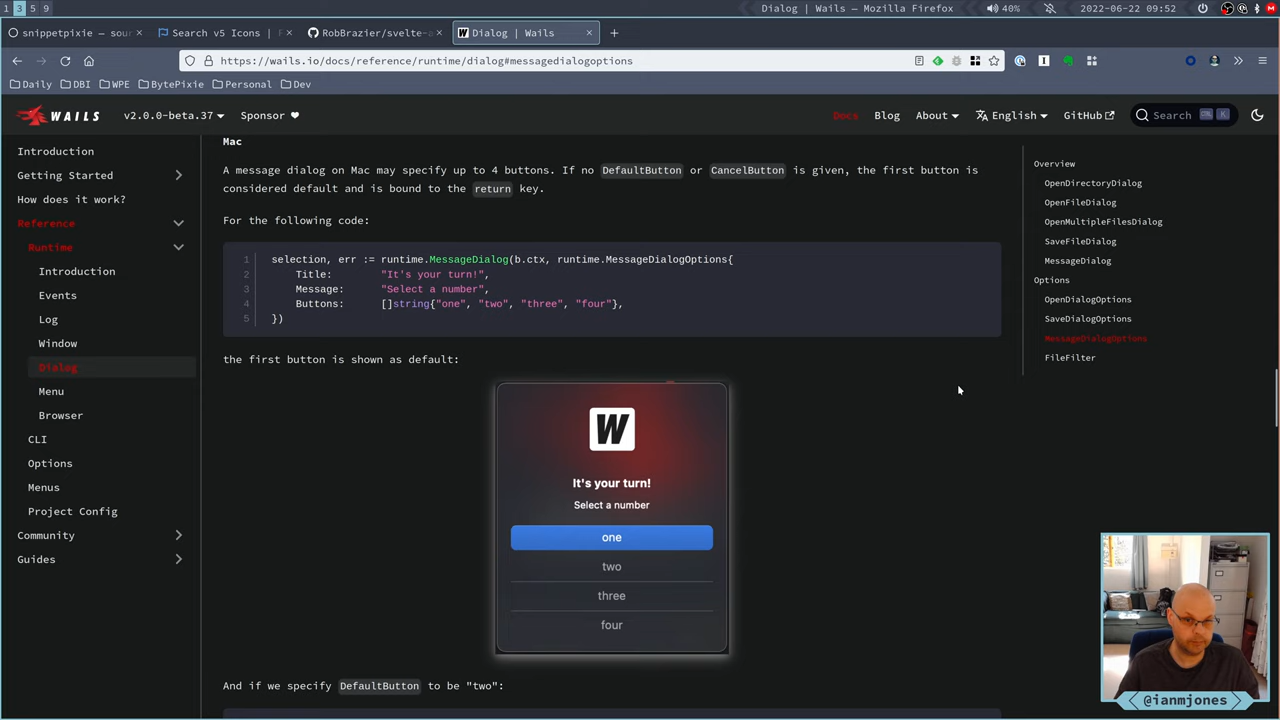 1 3 5 9
Dialog | Wails — Mozilla Firefox
40%
2022-06-22 09:52
snippetpixie — sour
Search v5 Icons | F
RobBrazier/svelte-a
Dialog | Wails
https://wails.io/docs/reference/runtime/dialog#messagedialogoptions
Daily DBI WPE BytePixie Personal Dev
WAILS
v2.0.0-beta.37
Sponsor
Docs
Blog
About
English
GitHub
Search
K
Introduction
Getting Started
How does it work?
Reference
Runtime
Introduction
Events
Log
Window
Dialog
Menu
Browser
CLI
Options
Menus
Project Config
Community
Guides
Mac
A message dialog on Mac may specify up to 4 buttons. If no DefaultButton or CancelButton is given, the first button is
considered default and is bound to the return key.
For the following code:
1 selection, err := runtime.MessageDialog(b.ctx, runtime.MessageDialogOptions{
2 Title: "It's your turn!",
3 Message: "Select a number",
4 Buttons: []string{"one", "two", "three", "four"},
5 })
the first button is shown as default:
W
It's your turn!
Select a number
one
two
three
four
And if we specify DefaultButton to be "two":
Overview
OpenDirectoryDialog
OpenFileDialog
OpenMultipleFilesDialog
SaveFileDialog
MessageDialog
Options
OpenDialogOptions
SaveDialogOptions
MessageDialogOptions
FileFilter
@ianmjones